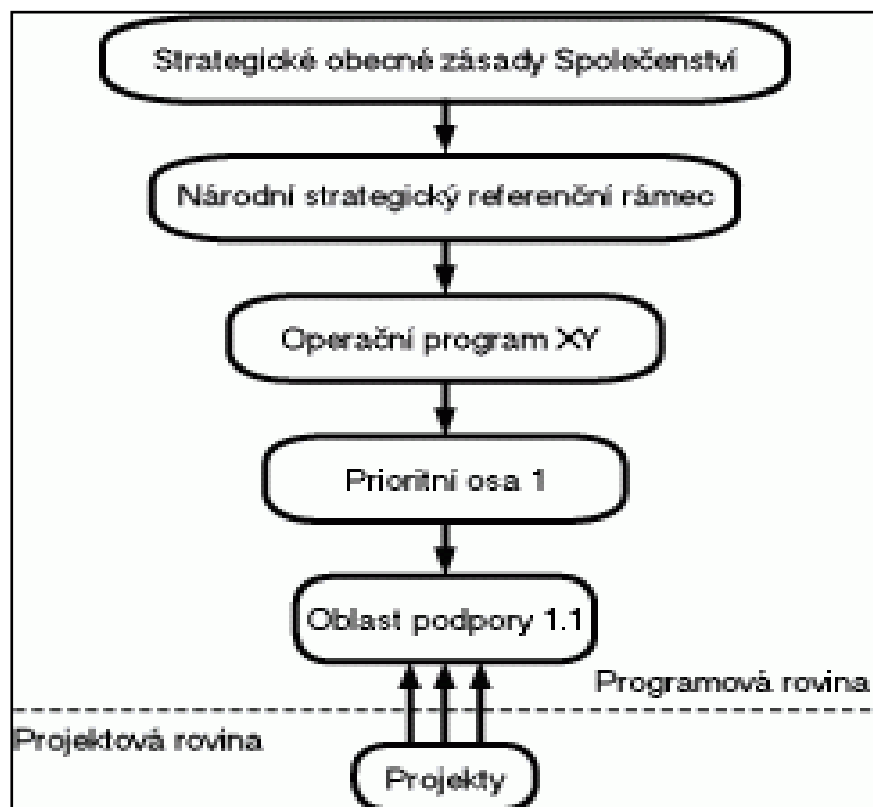 Strategické obecné zásady Společenství
Národní strategický referenční rámec
Operační program XY
Prioritní osa 1
Oblast podpory 1.1
Programová rovina
Projektová rovina
Projekty